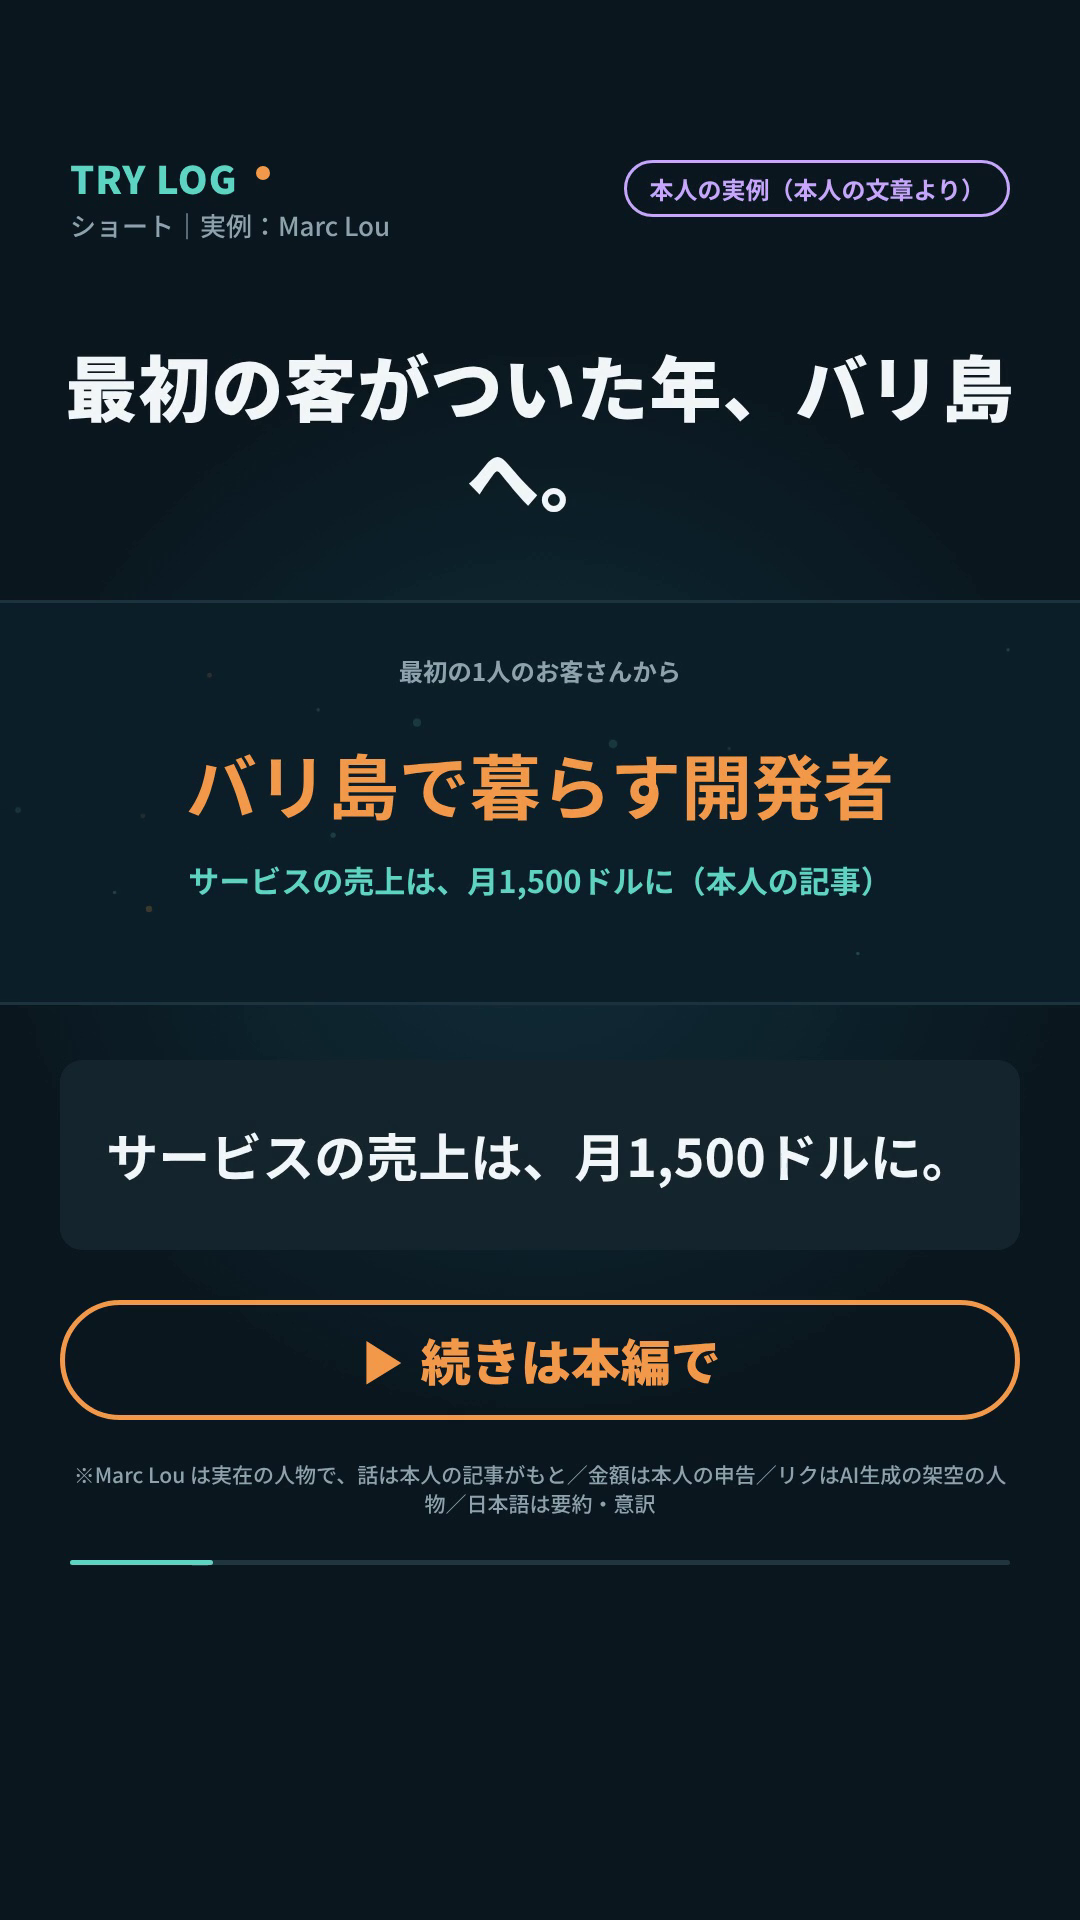 TRY LOG
本人の実例（本人の文章より）
ショート｜実例：Marc Lou
最初の客がついた年、バリ島
へ。
最初の1人のお客さんから
バリ島で暮らす開発者
サービスの売上は、月1,500ドルに（本人の記事）
サービスの売上は、月1,500ドルに。
▶ 続きは本編で
※Marc Lou は実在の人物で、話は本人の記事がもと／金額は本人の申告／リクはAI生成の架空の人
物／日本語は要約・意訳